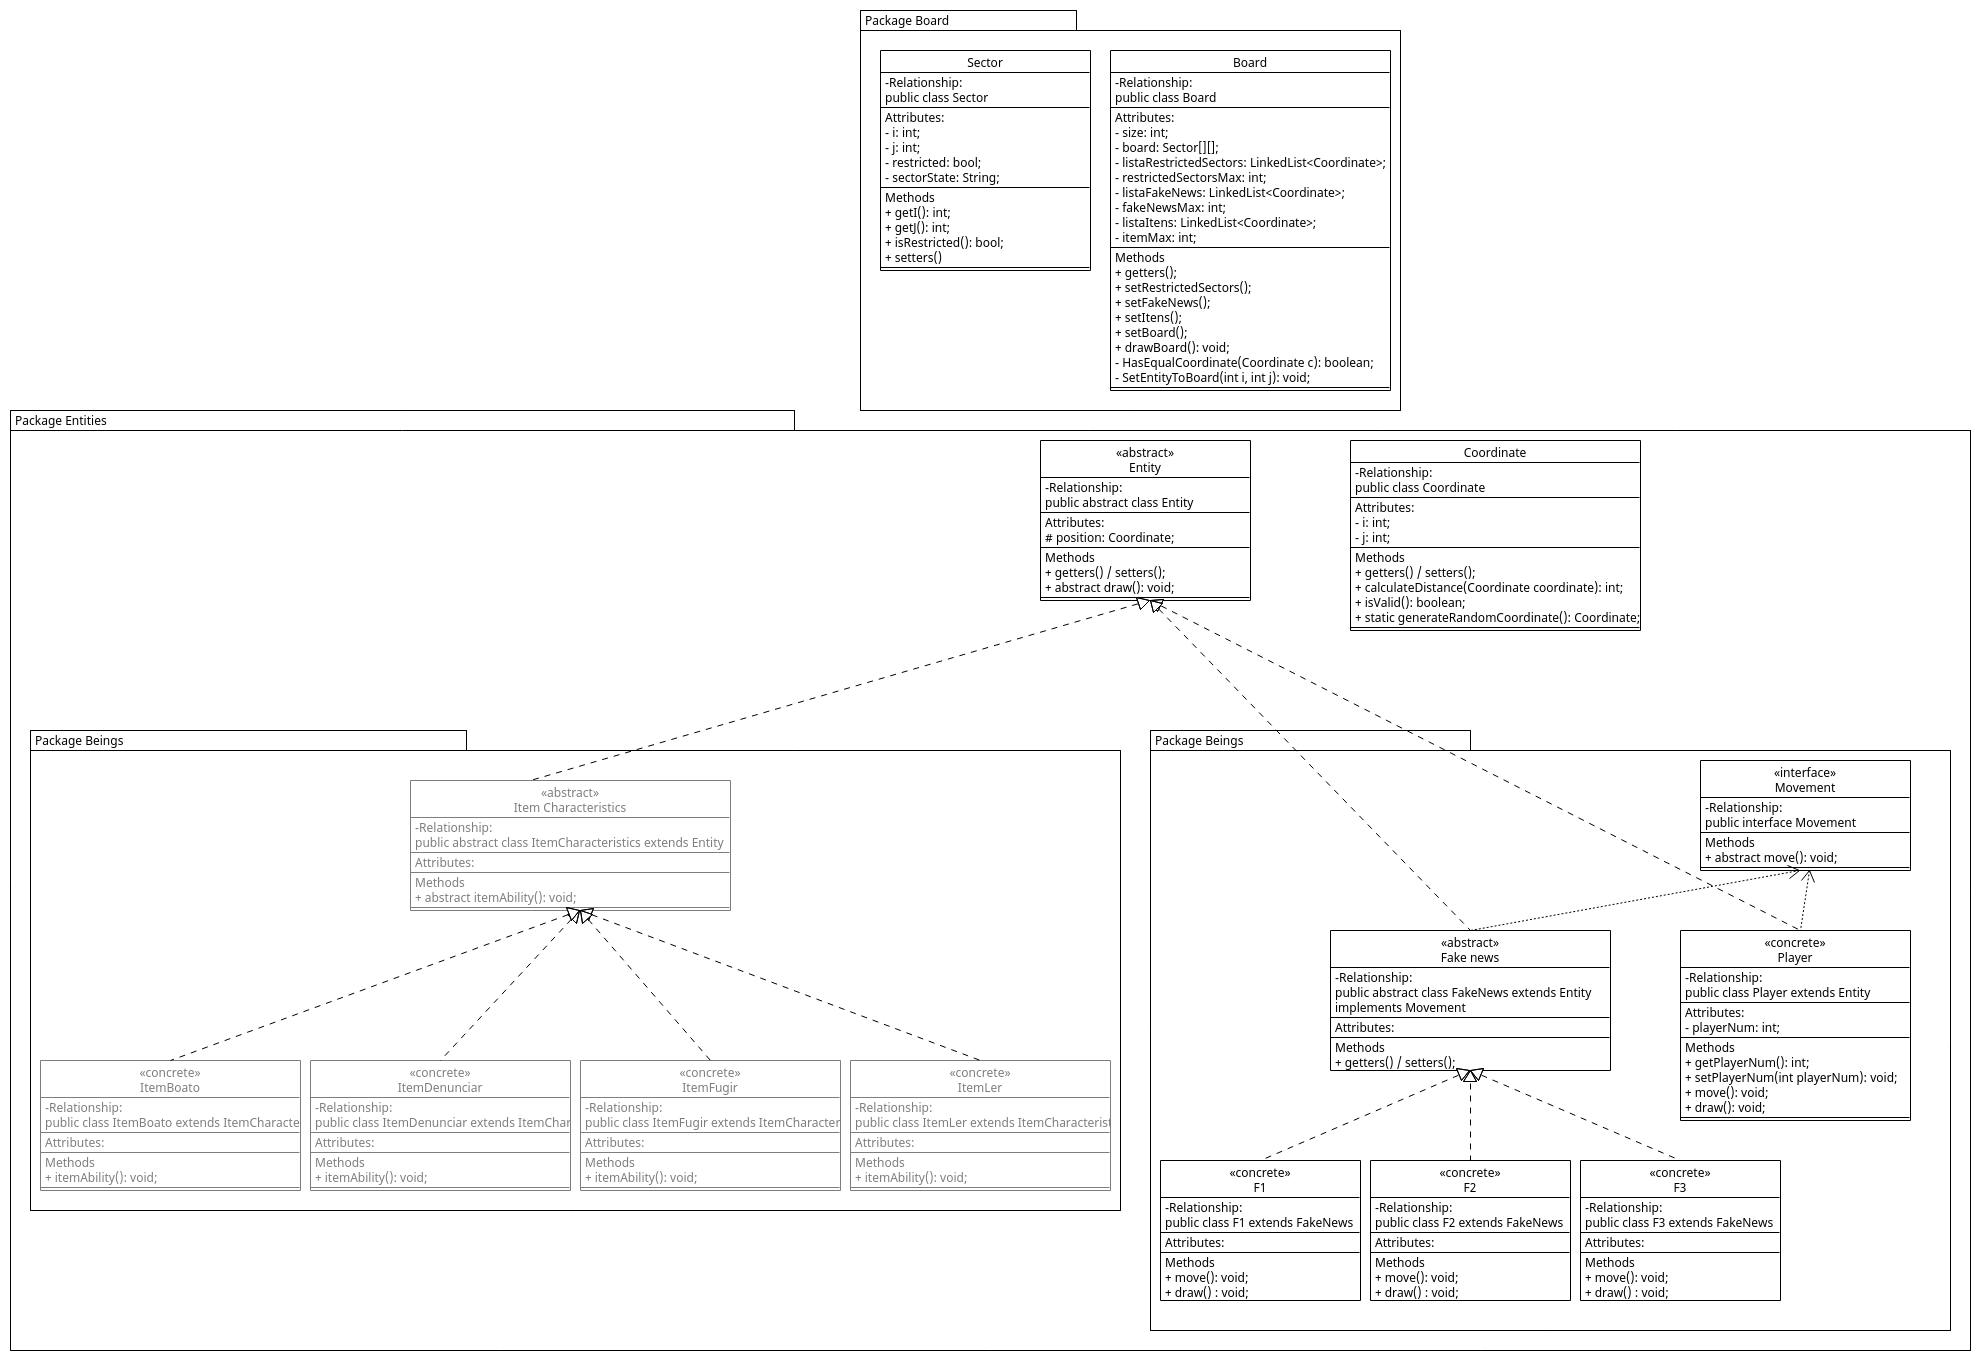 Package Board
Sector
-Relationship:
public class Sector
Attributes:
- i: int;
- j: int;
- restricted: bool;
- sectorState: String;
Methods
+ getI(): int;
+ getJ(): int;
+ isRestricted(): bool;
+ setters()
Board
-Relationship:
public class Board
Attributes:
- size: int;
- board: Sector[][];
- listaRestrictedSectors: LinkedList<Coordinate>;
- restrictedSectorsMax: int;
- listaFakeNews: LinkedList<Coordinate>;
- fakeNewsMax: int;
- listaItens: LinkedList<Coordinate>;
- itemMax: int;
Methods
+ getters();
+ setRestrictedSectors();
+ setFakeNews();
+ setItens();
+ setBoard();
+ drawBoard(): void;
- HasEqualCoordinate(Coordinate c): boolean;
- SetEntityToBoard(int i, int j): void;
Package Entities
«abstract»
Entity
-Relationship:
public abstract class Entity
Attributes:
# position: Coordinate;
Methods
+ getters() / setters();
+ abstract draw(): void;
Coordinate
-Relationship:
public class Coordinate
Attributes:
- i: int;
- j: int;
Methods
+ getters() / setters();
+ calculateDistance(Coordinate coordinate): int;
+ isValid(): boolean;
+ static generateRandomCoordinate(): Coordinate;
Package Beings
«abstract»
Item Characteristics
-Relationship:
public abstract class ItemCharacteristics extends Entity
Attributes:
Methods
+ abstract itemAbility(): void;
«concrete»
ItemBoato
-Relationship:
public class ItemBoato extends ItemCharacte
Attributes:
Methods
+ itemAbility(): void;
«concrete»
ItemDenunciar
-Relationship:
public class ItemDenunciar extends ItemChar
Attributes:
Methods
+ itemAbility(): void;
«concrete»
ItemFugir
-Relationship:
public class ItemFugir extends ItemCharacter
Attributes:
Methods
+ itemAbility(): void;
«concrete»
ItemLer
-Relationship:
public class ItemLer extends ItemCharacterist
Attributes:
Methods
+ itemAbility(): void;
Package Beings
«interface»
Movement
-Relationship:
public interface Movement
Methods
+ abstract move(): void;
«abstract»
Fake news
-Relationship:
public abstract class FakeNews extends Entity
implements Movement
Attributes:
Methods
+ getters() / setters();
«concrete»
Player
-Relationship:
public class Player extends Entity
Attributes:
- playerNum: int;
Methods
+ getPlayerNum(): int;
+ setPlayerNum(int playerNum): void;
+ move(): void;
+ draw(): void;
«concrete»
F1
-Relationship:
public class F1 extends FakeNews
Attributes:
Methods
+ move(): void;
+ draw() : void;
«concrete»
F2
-Relationship:
public class F2 extends FakeNews
Attributes:
Methods
+ move(): void;
+ draw() : void;
«concrete»
F3
-Relationship:
public class F3 extends FakeNews
Attributes:
Methods
+ move(): void;
+ draw() : void;